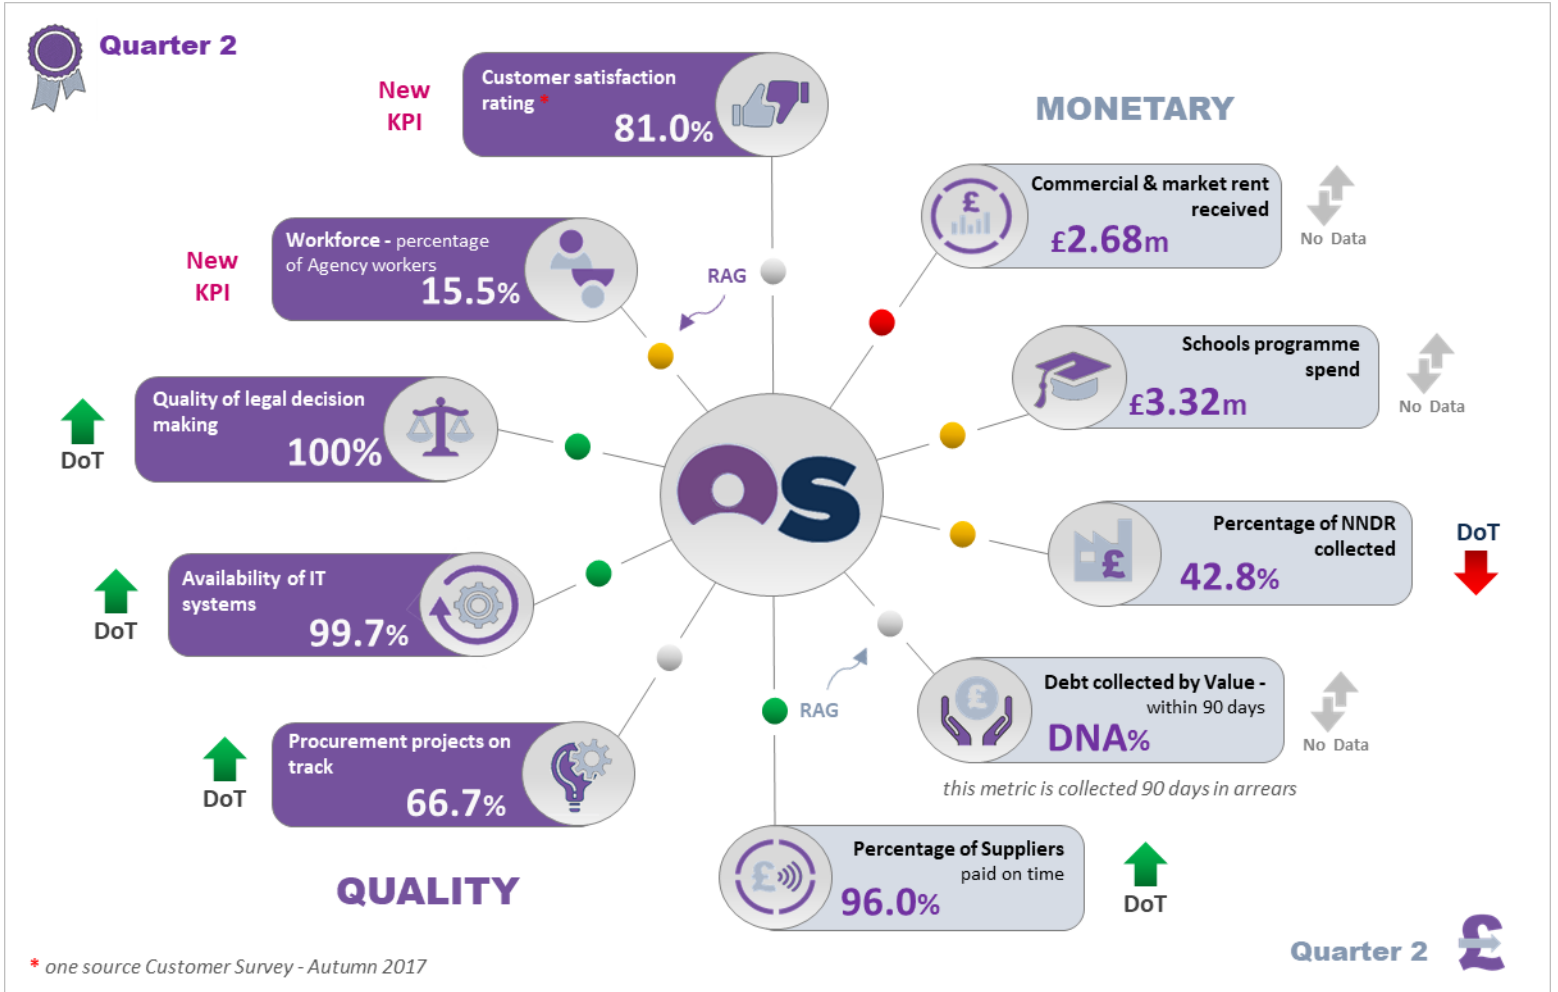 Quarter 2
New
KPI
Customer satisfaction
rating *
81.0%
MONETARY
Commercial & market rent
received
£2.68m
No Data
New
KPI
Workforce - percentage
of Agency workers
15.5%
RAG
Schools programme
spend
£3.32m
No Data
DoT
Quality of legal decision
making
100%
OS
Percentage of NNDR
collected
42.8%
DoT
£
DoT
Availability of IT
systems
99.7%
Debt collected by Value -
within 90 days
DNA%
No Data
this metric is collected 90 days in arrears
RAG
DoT
Procurement projects on
track
66.7%
Percentage of Suppliers
paid on time
96.0%
DoT
QUALITY
Quarter 2
£
* one source Customer Survey - Autumn 2017